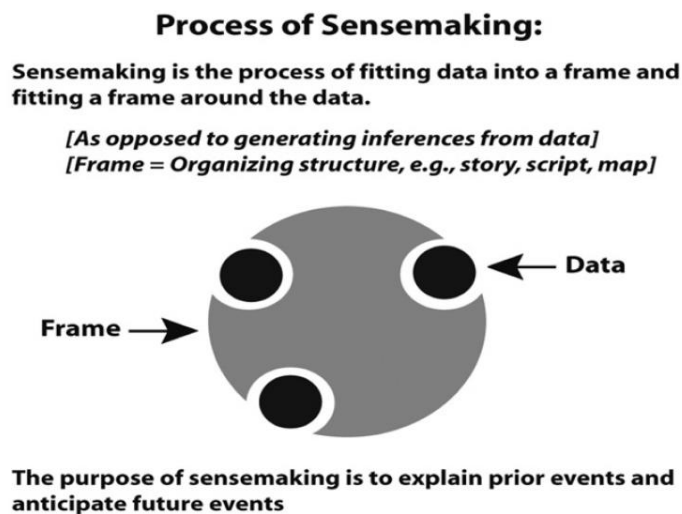 Process of Sensemaking:
Sensemaking is the process of fitting data into a frame and
fitting a frame around the data.
[As opposed to generating inferences from data]
[Frame = Organizing structure, e.g., story, script, map]
Data
Frame
The purpose of sensemaking is to explain prior events and
anticipate future events